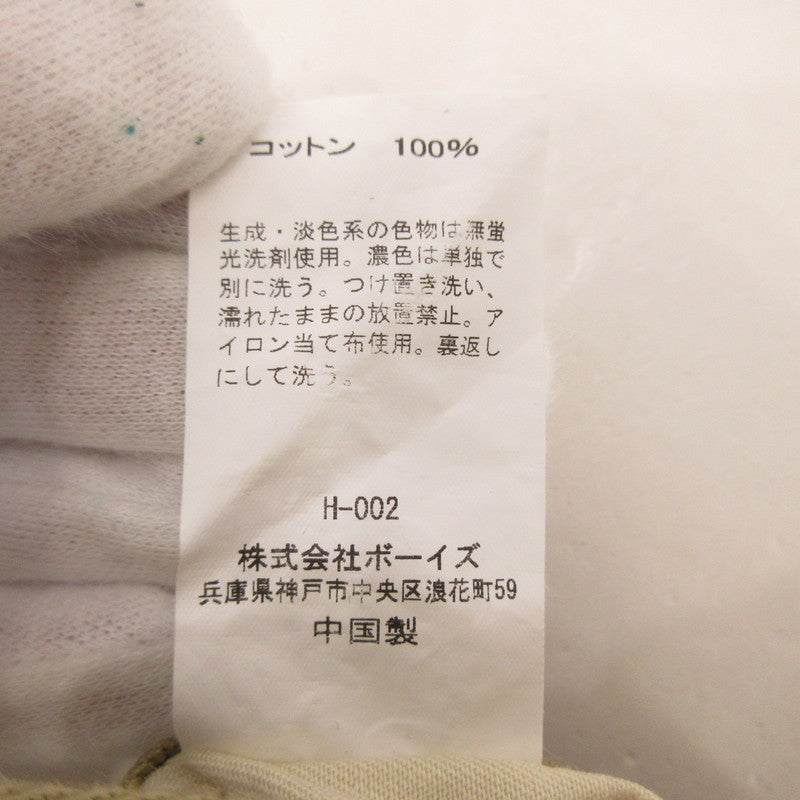 コットン 100%
生成・淡色系の色物は無蛍
光洗剤使用。濃色は単独で
別に洗う。つけ置き洗い、
濡れたままの放置禁止。ア
イロン当て布使用。裏返し
にして洗う。
H-002
株式会社ボーイズ
兵庫県神戸市中央区浪花町59
中国製